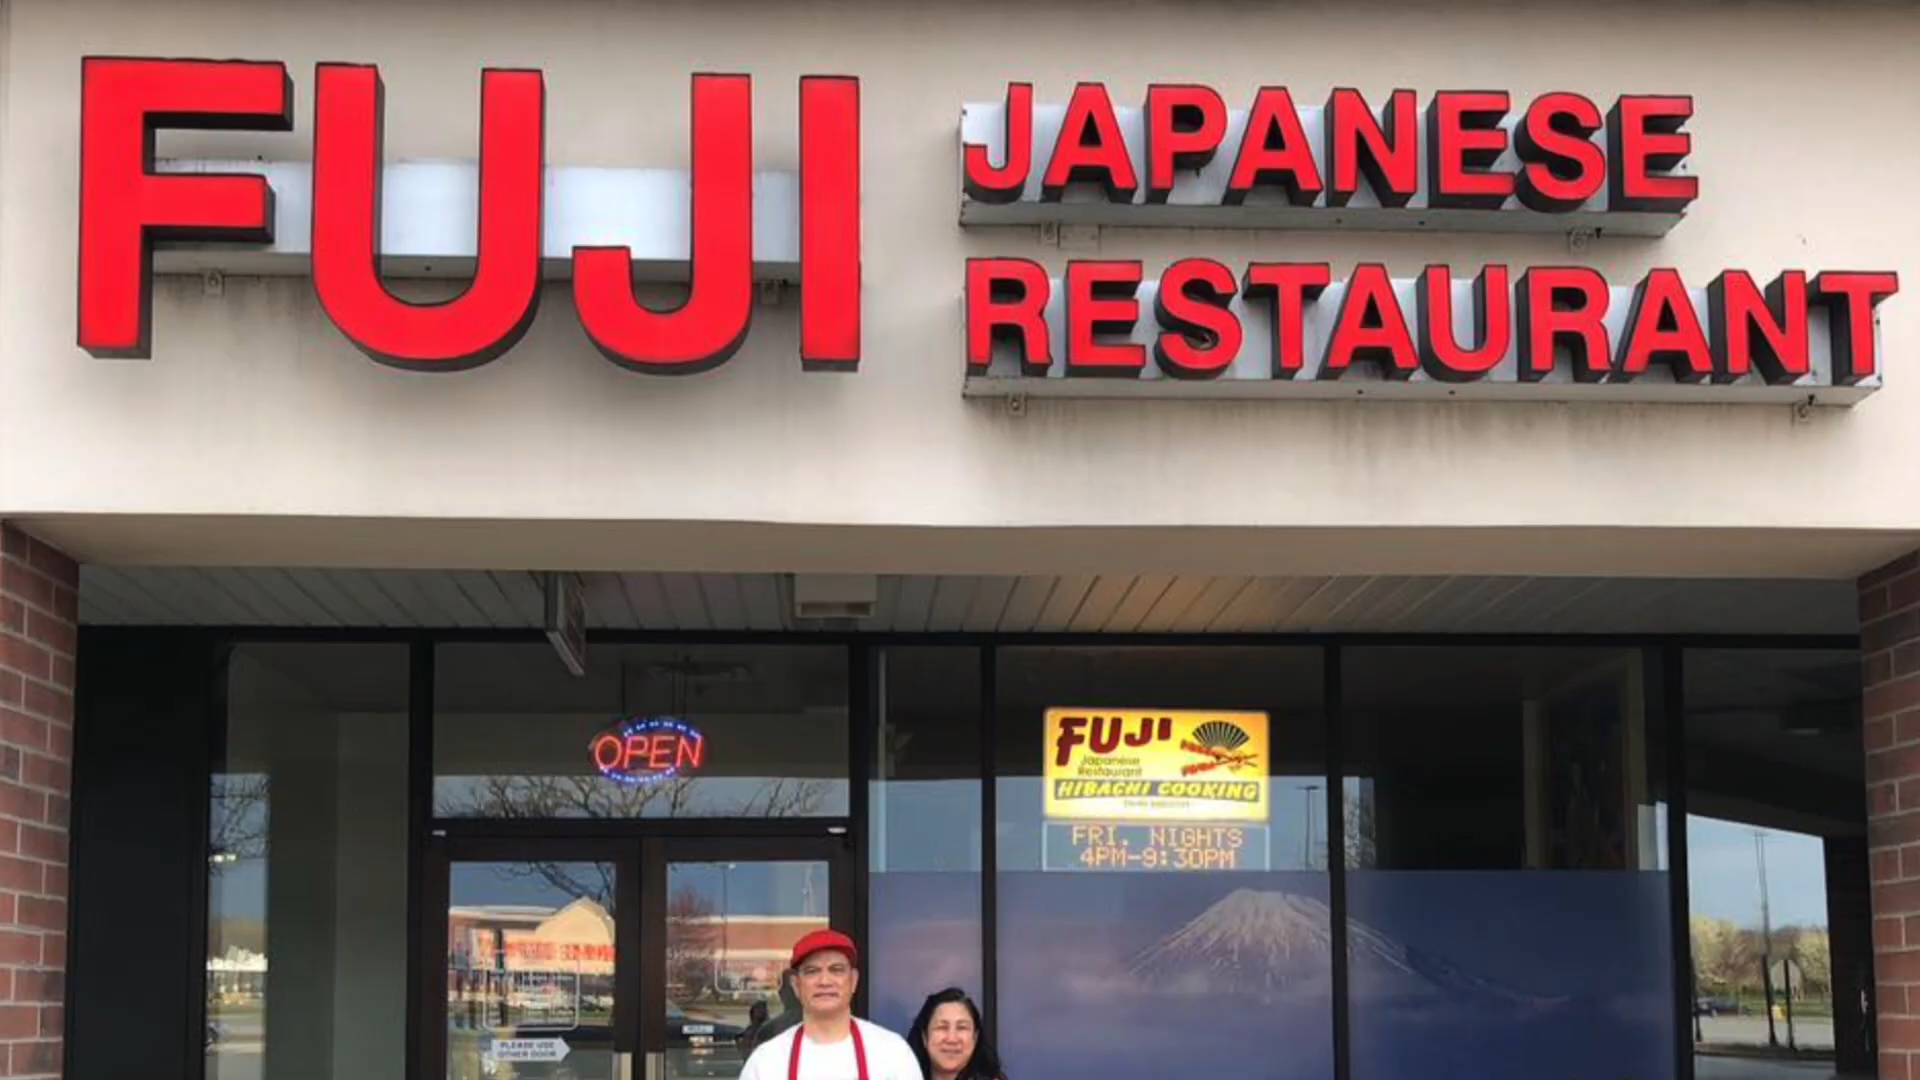 FUJI
JAPANESE
RESTAURANT
OPEN
FUJI
Japanese
Restaurant
HIBACHI COOKING
FRI. NIGHTS
4PM-9:30PM
PLEASE USE
OTHER DOOR